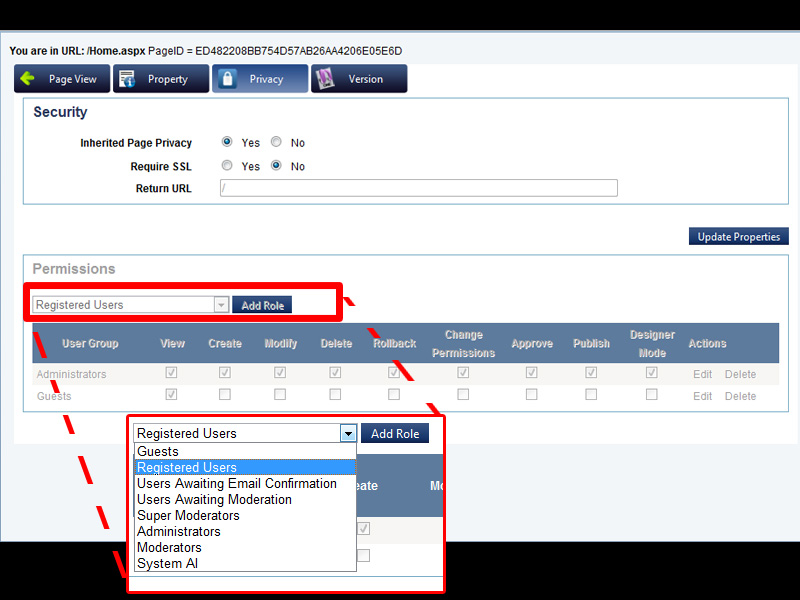 You are in URL: /Home.aspx PageID = ED482208BB754D57AB26AA4206E05E6D
Page View Property Privacy Version
Security
Inherited Page Privacy Yes No
Require SSL Yes No
Return URL /
Update Properties
Permissions
Registered Users Add Role
User Group View Create Modify Delete Rollback Change Permissions Approve Publish Designer Mode Actions
Administrators Edit Delete
Guests Edit Delete
Registered Users Add Role
Guests
Registered Users
Users Awaiting Email Confirmation
Users Awaiting Moderation
Super Moderators
Administrators
Moderators
System AI
eate Mo